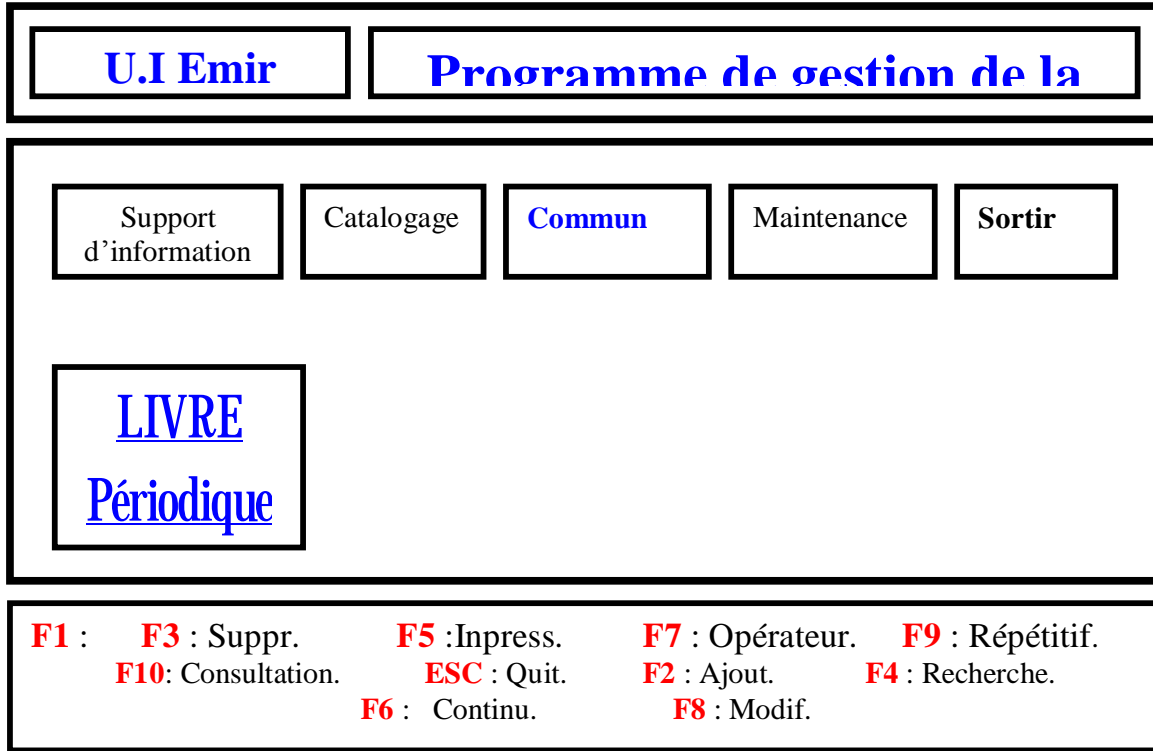 U.I Emir
Programme de gestion de la
Support
d’information
Catalogage
Commun
Maintenance
Sortir
LIVRE
Périodique
F1 : F3 : Suppr. F5 :Inpress. F7 : Opérateur. F9 : Répétitif.
F10: Consultation. ESC : Quit. F2 : Ajout. F4 : Recherche.
F6 : Continu. F8 : Modif.